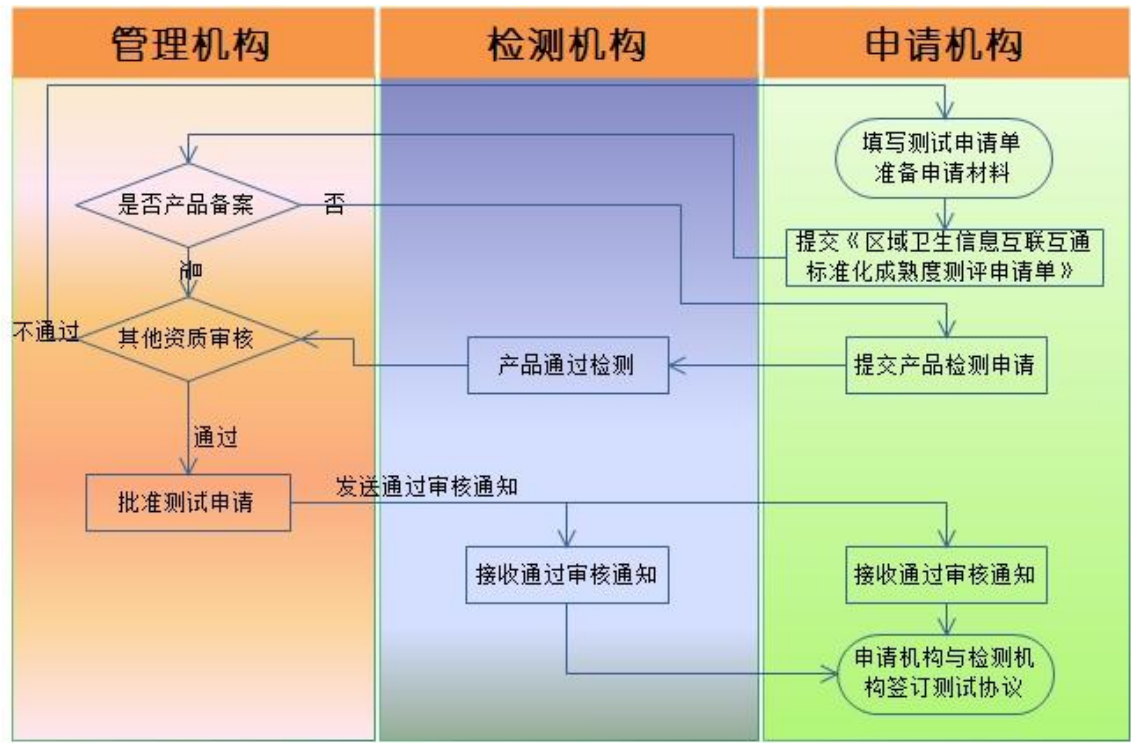 管理机构
检测机构
申请机构
填写测试申请单
准备申请材料
是否产品备案
否
提交《区域卫生信息互联互通
标准化成熟度测评申请单》
是
不通过
其他资质审核
产品通过检测
提交产品检测申请
通过
批准测试申请
发送通过审核通知
接收通过审核通知
接收通过审核通知
申请机构与检测机
构签订测试协议